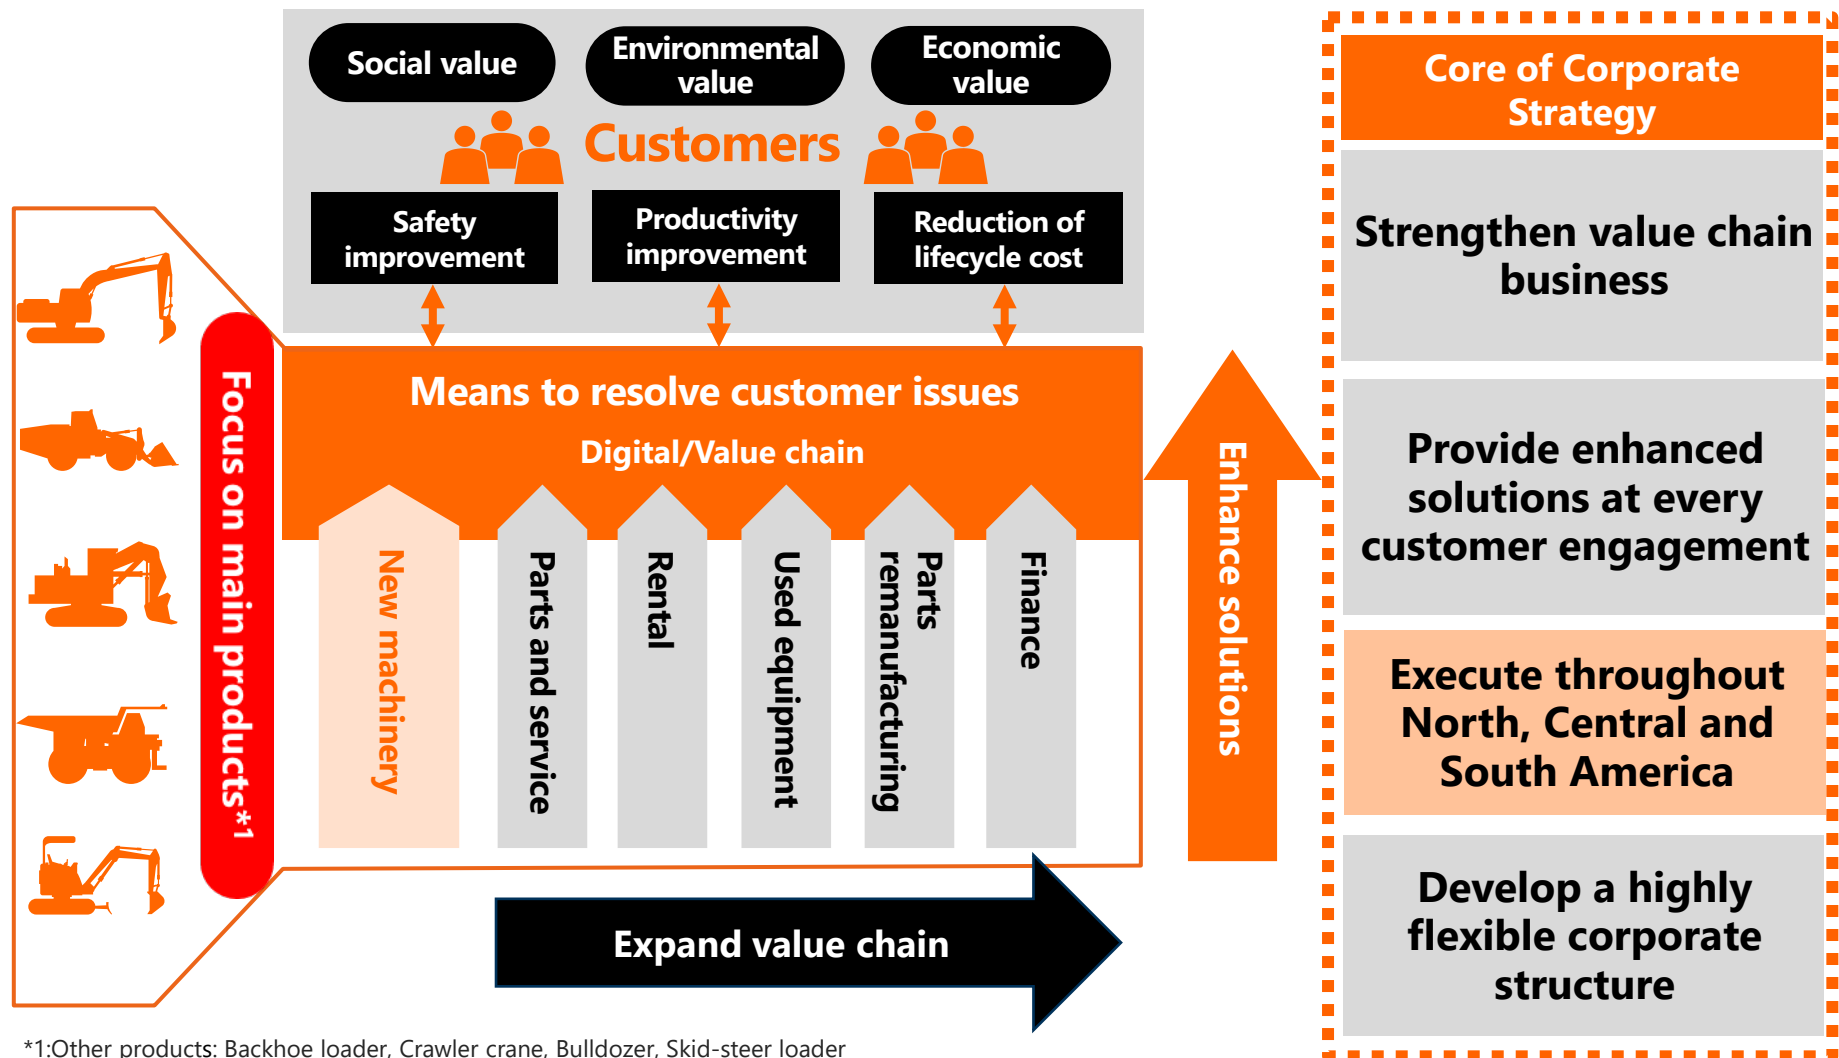 Social value
Environmental
value
Economic
value
Customers
Safety
improvement
Productivity
improvement
Reduction of
lifecycle cost
Focus on main products*1
Means to resolve customer issues
Digital/Value chain
New machinery
Parts and service
Rental
Used equipment
Parts
remanufacturing
Finance
Enhance solutions
Expand value chain
*1:Other products: Backhoe loader, Crawler crane, Bulldozer, Skid-steer loader
Core of Corporate
Strategy
Strengthen value chain
business
Provide enhanced
solutions at every
customer engagement
Execute throughout
North, Central and
South America
Develop a highly
flexible corporate
structure